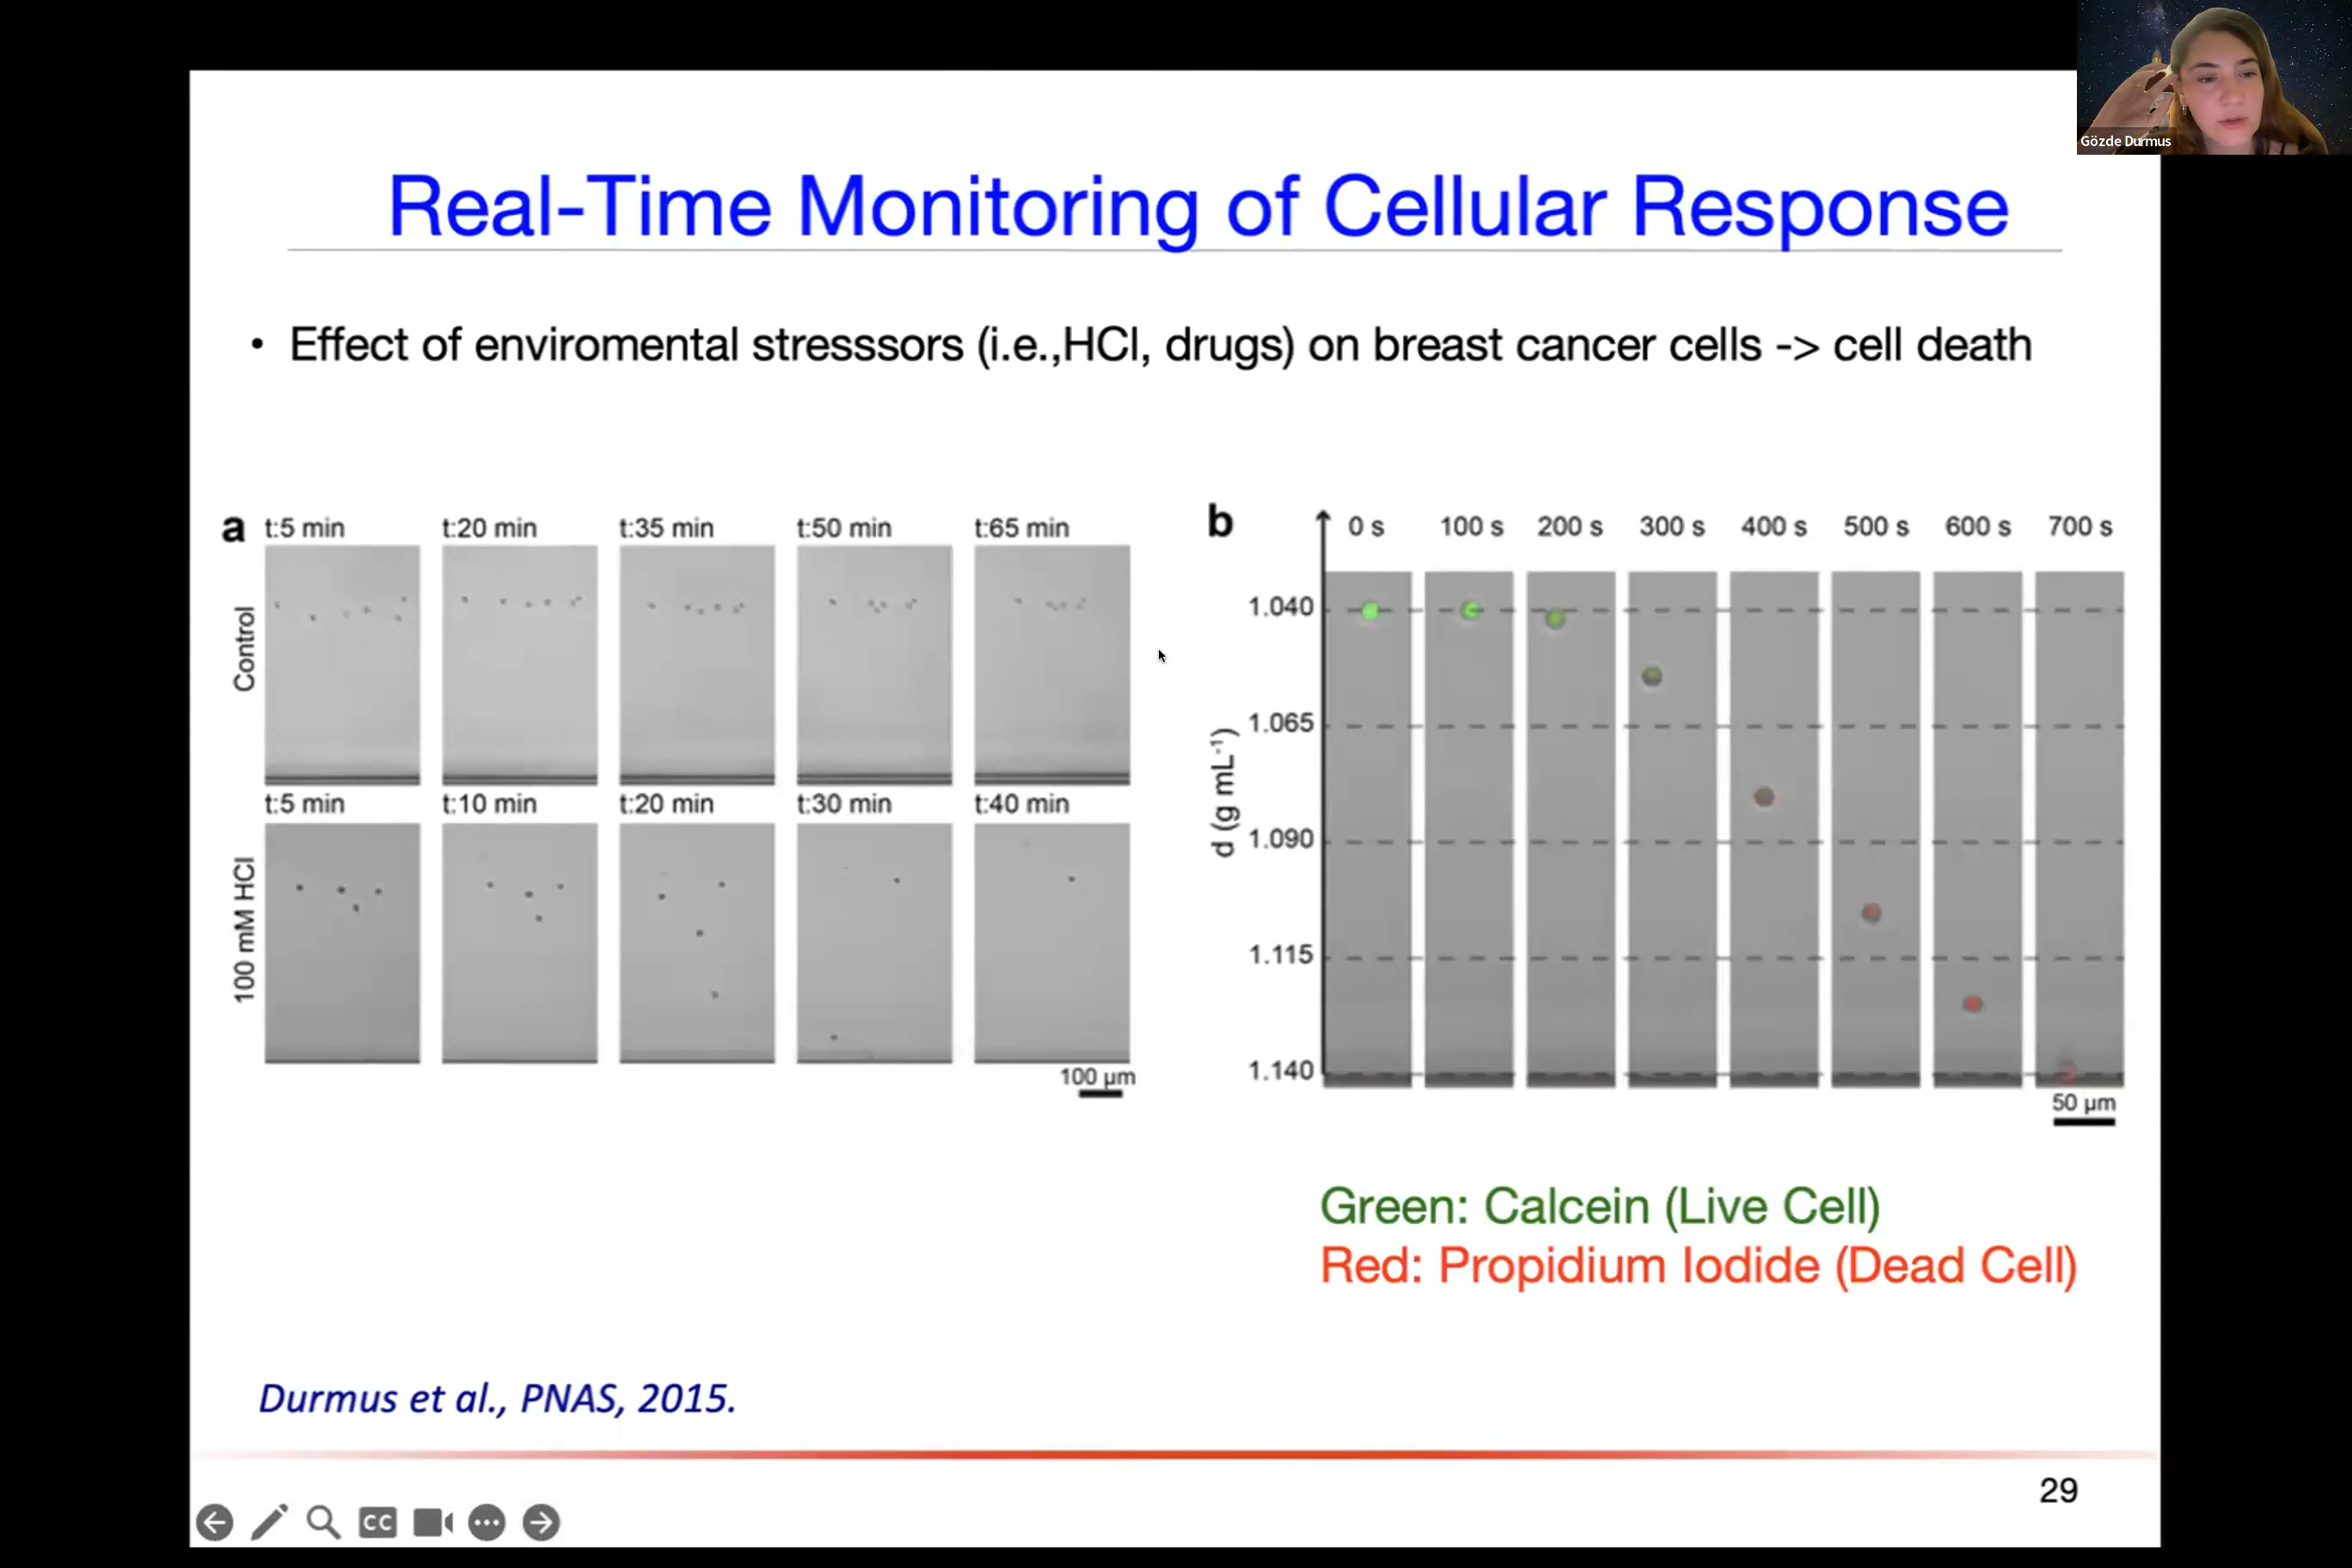 Gözde Durmus
Real-Time Monitoring of Cellular Response
• Effect of enviromental stresssors (i.e.,HCl, drugs) on breast cancer cells -> cell death
a
t:5 min t:20 min t:35 min t:50 min t:65 min
Control
t:5 min t:10 min t:20 min t:30 min t:40 min
100 mM HCl
100 µm
b
0 s 100 s 200 s 300 s 400 s 500 s 600 s 700 s
d (g mL⁻¹)
1.040
1.065
1.090
1.115
1.140
50 µm
Green: Calcein (Live Cell)
Red: Propidium Iodide (Dead Cell)
Durmus et al., PNAS, 2015.
29
CC